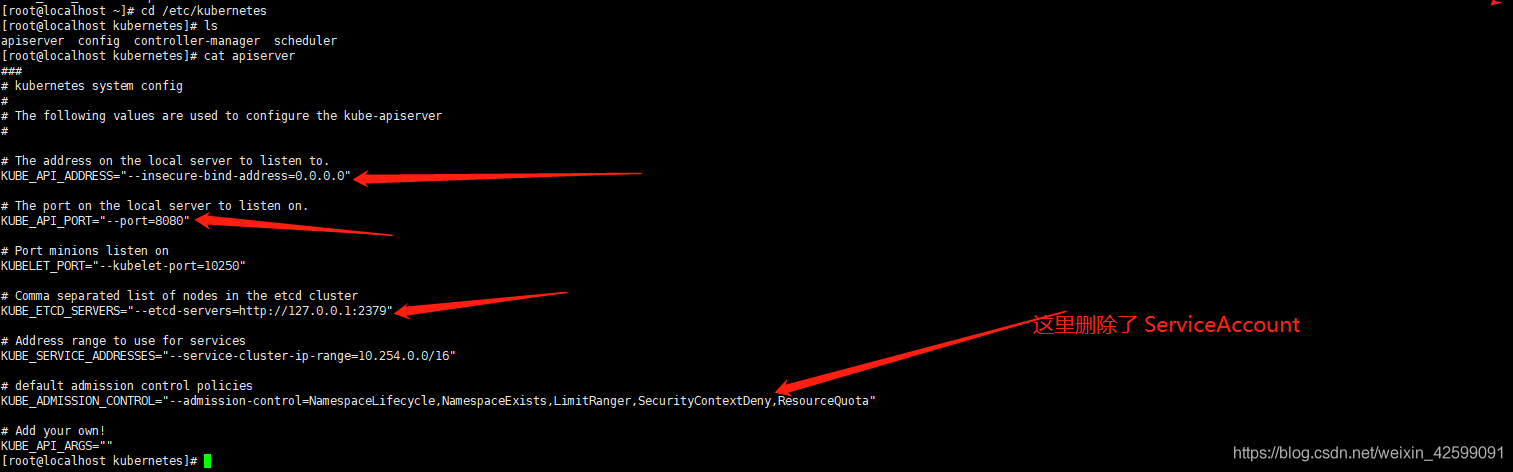 [root@localhost ~]# cd /etc/kubernetes
[root@localhost kubernetes]# ls
apiserver  config  controller-manager  scheduler
[root@localhost kubernetes]# cat apiserver
###
# kubernetes system config
#
# The following values are used to configure the kube-apiserver
#
# The address on the local server to listen to.
KUBE_API_ADDRESS="--insecure-bind-address=0.0.0.0"
# The port on the local server to listen on.
KUBE_API_PORT="--port=8080"
# Port minions listen on
KUBELET_PORT="--kubelet-port=10250"
# Comma separated list of nodes in the etcd cluster
KUBE_ETCD_SERVERS="--etcd-servers=http://127.0.0.1:2379"
这里删除了 ServiceAccount
# Address range to use for services
KUBE_SERVICE_ADDRESSES="--service-cluster-ip-range=10.254.0.0/16"
# default admission control policies
KUBE_ADMISSION_CONTROL="--admission-control=NamespaceLifecycle,NamespaceExists,LimitRanger,SecurityContextDeny,ResourceQuota"
# Add your own!
KUBE_API_ARGS=""
[root@localhost kubernetes]#
https://blog.csdn.net/weixin_42599091